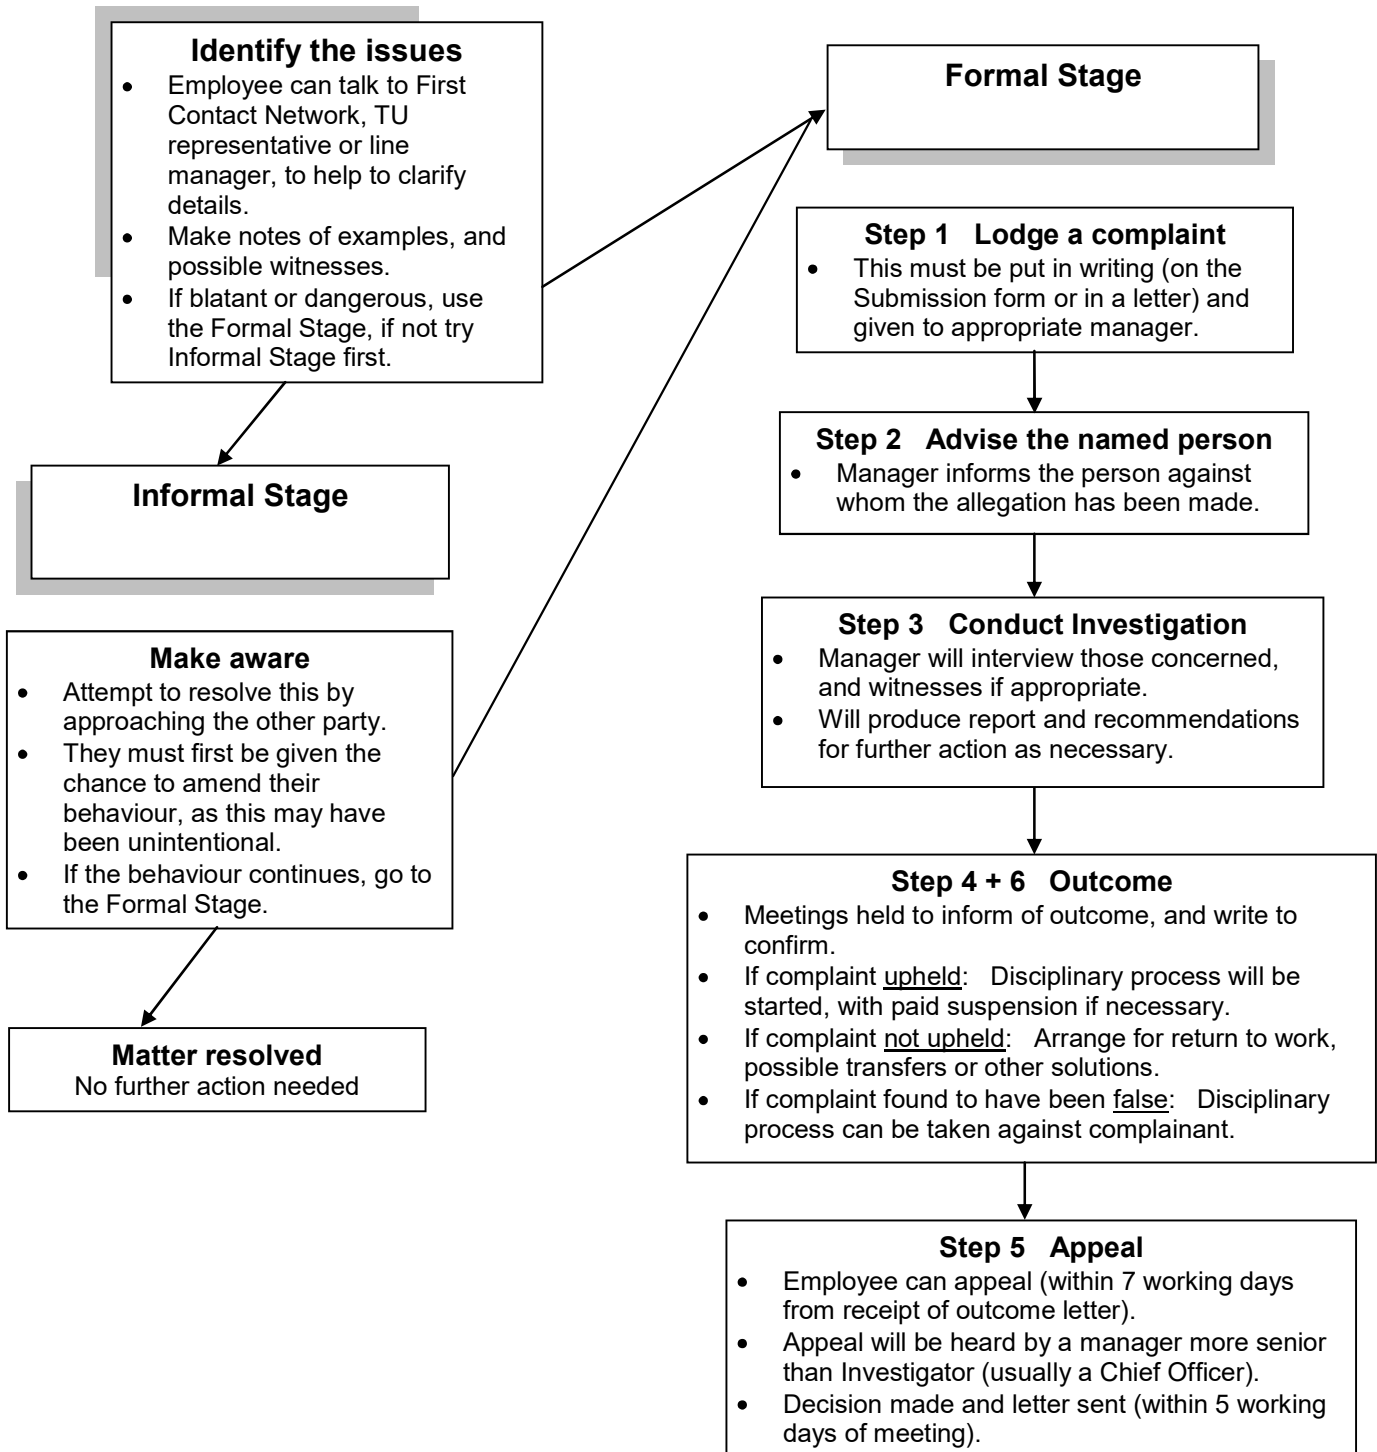 Identify the issues
• Employee can talk to First
Contact Network, TU
representative or line
manager, to help to clarify
details.
• Make notes of examples, and
possible witnesses.
• If blatant or dangerous, use
the Formal Stage, if not try
Informal Stage first.
Informal Stage
Make aware
• Attempt to resolve this by
approaching the other party.
• They must first be given the
chance to amend their
behaviour, as this may have
been unintentional.
• If the behaviour continues, go to
the Formal Stage.
Matter resolved
No further action needed
Formal Stage
Step 1 Lodge a complaint
• This must be put in writing (on the
Submission form or in a letter) and
given to appropriate manager.
Step 2 Advise the named person
• Manager informs the person against
whom the allegation has been made.
Step 3 Conduct Investigation
• Manager will interview those concerned,
and witnesses if appropriate.
• Will produce report and recommendations
for further action as necessary.
Step 4 + 6 Outcome
• Meetings held to inform of outcome, and write to
confirm.
• If complaint upheld: Disciplinary process will be
started, with paid suspension if necessary.
• If complaint not upheld: Arrange for return to work,
possible transfers or other solutions.
• If complaint found to have been false: Disciplinary
process can be taken against complainant.
Step 5 Appeal
• Employee can appeal (within 7 working days
from receipt of outcome letter).
• Appeal will be heard by a manager more senior
than Investigator (usually a Chief Officer).
• Decision made and letter sent (within 5 working
days of meeting).